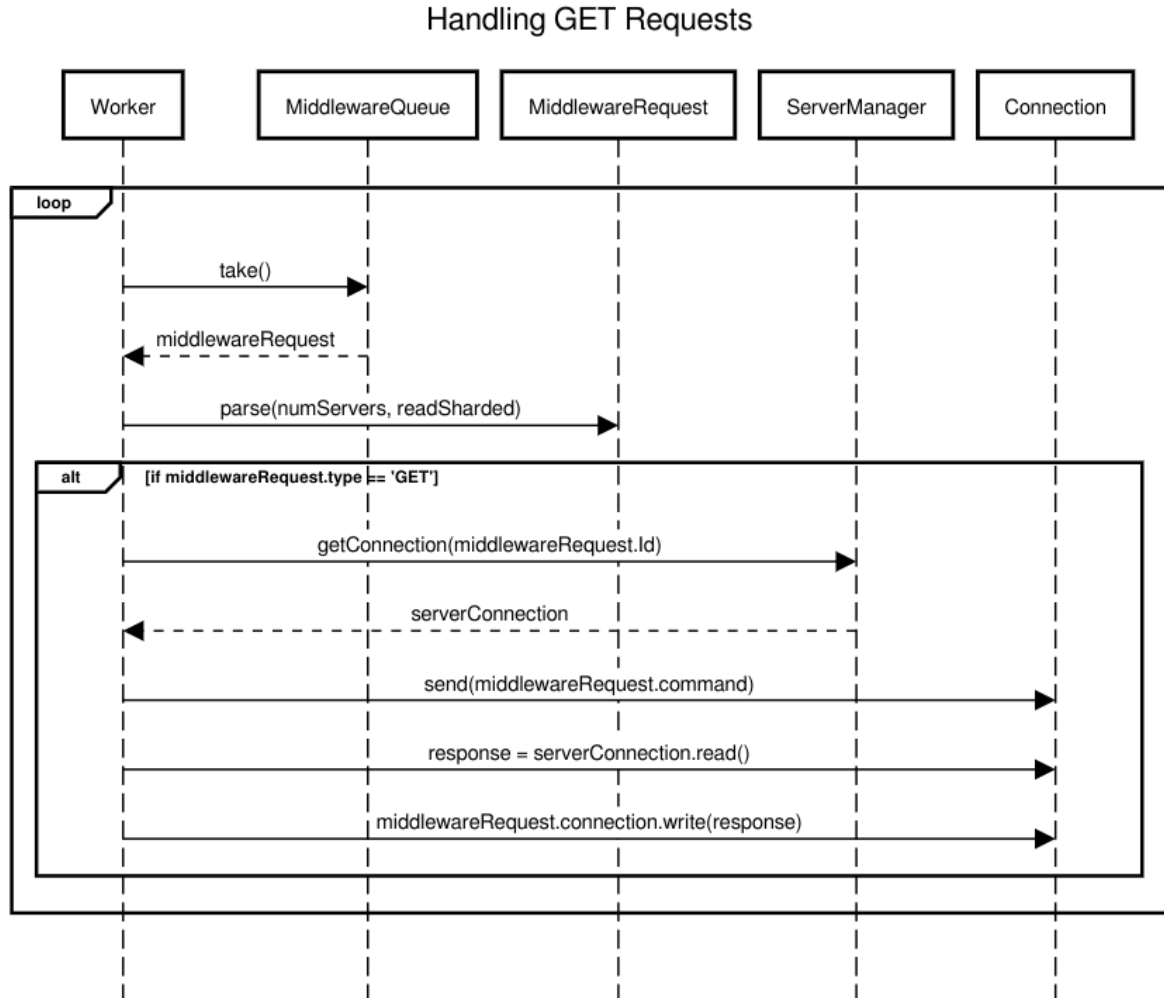 Handling GET Requests
Worker
MiddlewareQueue
MiddlewareRequest
ServerManager
Connection
loop
take()
middlewareRequest
parse(numServers, readSharded)
alt
[if middlewareRequest.type == 'GET']
getConnection(middlewareRequest.Id)
serverConnection
send(middlewareRequest.command)
response = serverConnection.read()
middlewareRequest.connection.write(response)